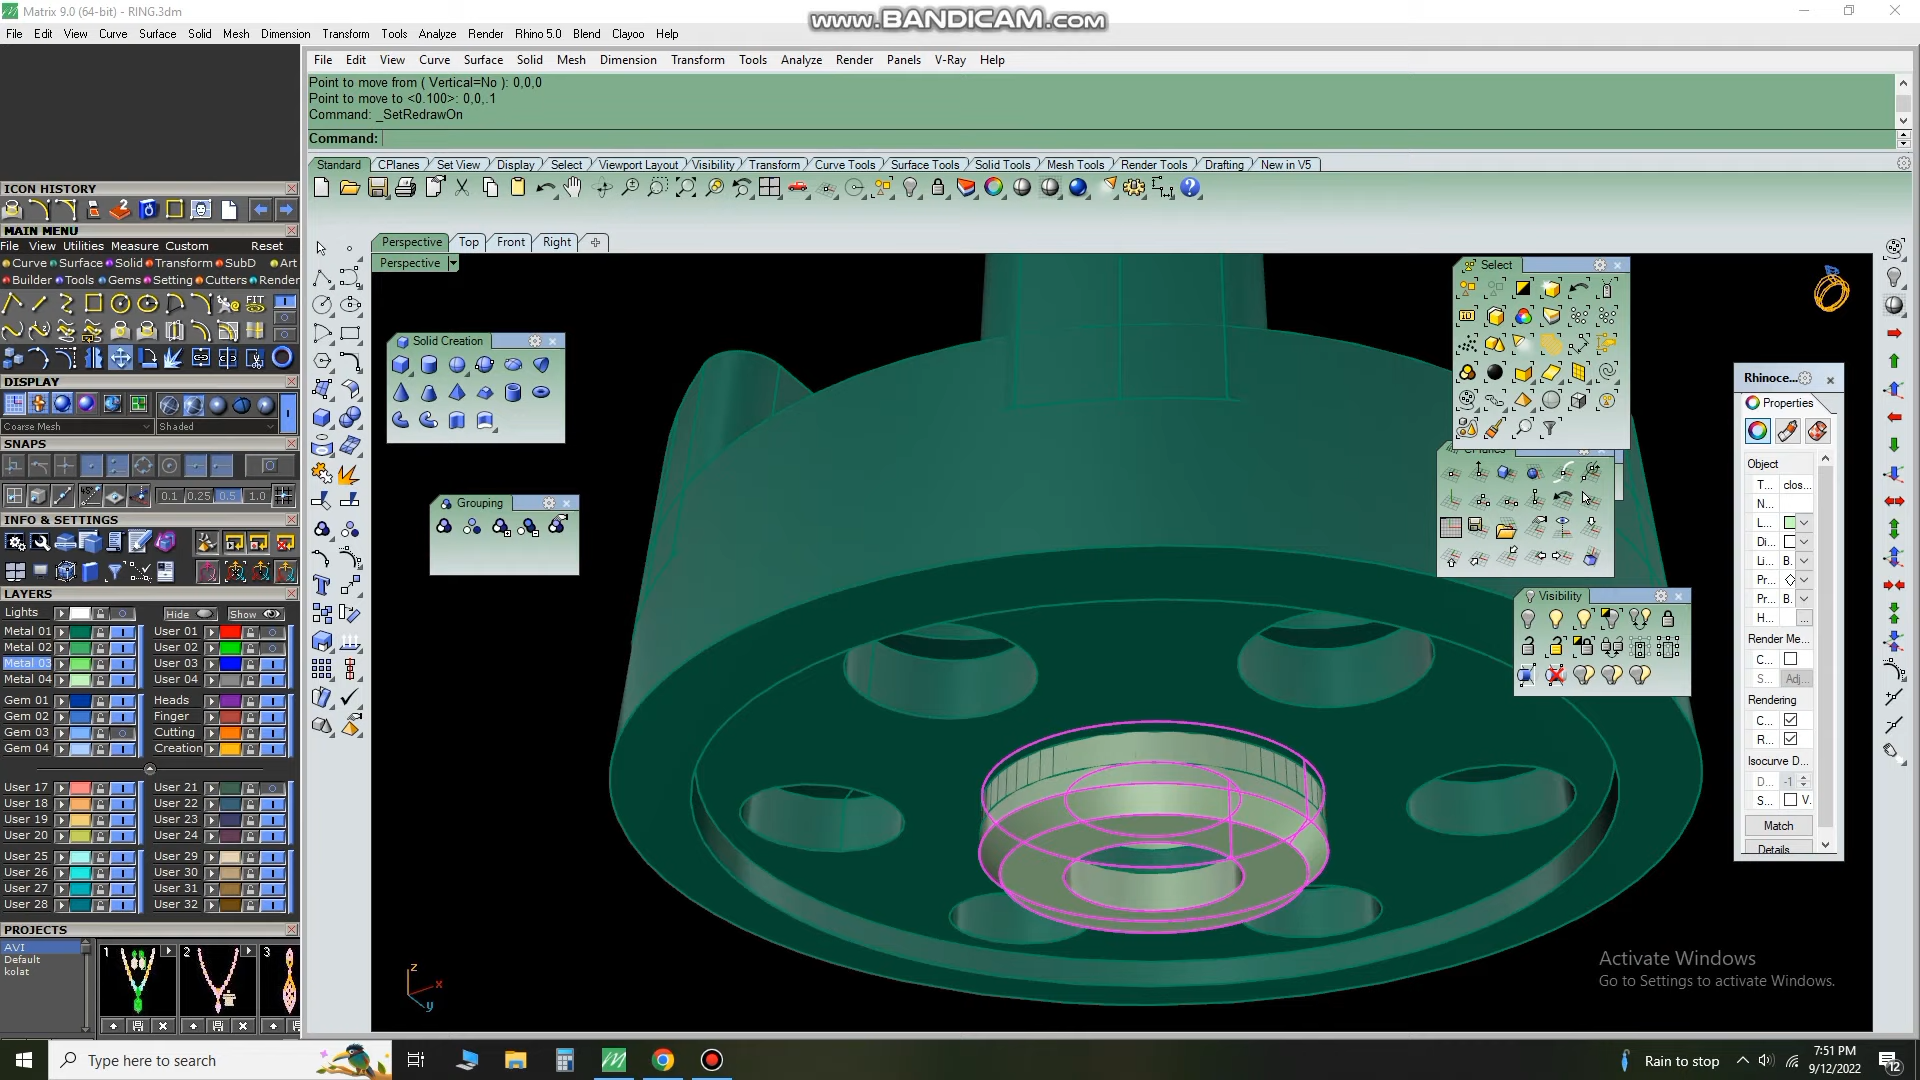 Matrix 9.0 (64-bit) - RING.3dm
www.BANDICAM.com
File Edit View Curve Surface Solid Mesh Dimension Transform Tools Analyze Render Rhino 5.0 Blend Clayoo Help
File Edit View Curve Surface Solid Mesh Dimension Transform Tools Analyze Render Panels V-Ray Help
Point to move from ( Vertical=No ): 0,0,0
Point to move to <0.100>: 0,0,.1
Command: _SetRedrawOn
Command:
Standard CPlanes Set View Display Select Viewport Layout Visibility Transform Curve Tools Surface Tools Solid Tools Mesh Tools Render Tools Drafting New in V5
ICON HISTORY
MAIN MENU
File View Utilities Measure Custom Reset
Curve Surface Solid Transform SubD Art
Builder Tools Gems Setting Cutters Render
FIT
DISPLAY
Coarse Mesh Shaded
SNAPS
0.1 0.25 0.5 1.0
INFO & SETTINGS
LAYERS
Lights Hide Show
Metal 01 User 01
Metal 02 User 02
Metal 03 User 03
Metal 04 User 04
Gem 01 Heads
Gem 02 Finger
Gem 03 Cutting
Gem 04 Creation
User 17 User 21
User 18 User 22
User 19 User 23
User 20 User 24
User 25 User 29
User 26 User 30
User 27 User 31
User 28 User 32
PROJECTS
AVI
Default
kolat
1 2 3
Perspective Top Front Right
Perspective
Solid Creation
Grouping
Select
Visibility
z
x
y
Rhinoce...
Properties
Object
T... clos...
N...
L...
Di...
Li... B.
Pr...
Pr... B.
H... ...
Render Me...
C...
S... Adj...
Rendering
C...
R...
Isocurve D...
D... -1
S... V.
Match
Details
Activate Windows
Go to Settings to activate Windows.
Type here to search
Rain to stop
7:51 PM
9/12/2022
12